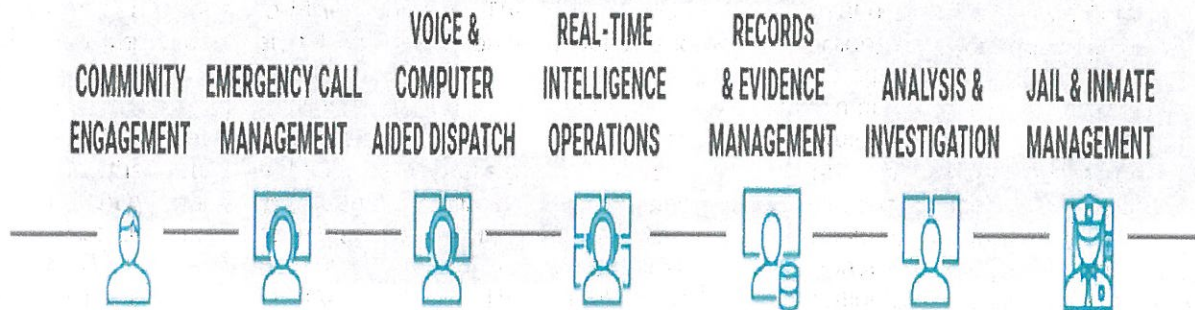 COMMUNITY
ENGAGEMENT
EMERGENCY CALL
MANAGEMENT
VOICE &
COMPUTER
AIDED DISPATCH
REAL-TIME
INTELLIGENCE
OPERATIONS
RECORDS
& EVIDENCE
MANAGEMENT
ANALYSIS &
INVESTIGATION
JAIL & INMATE
MANAGEMENT